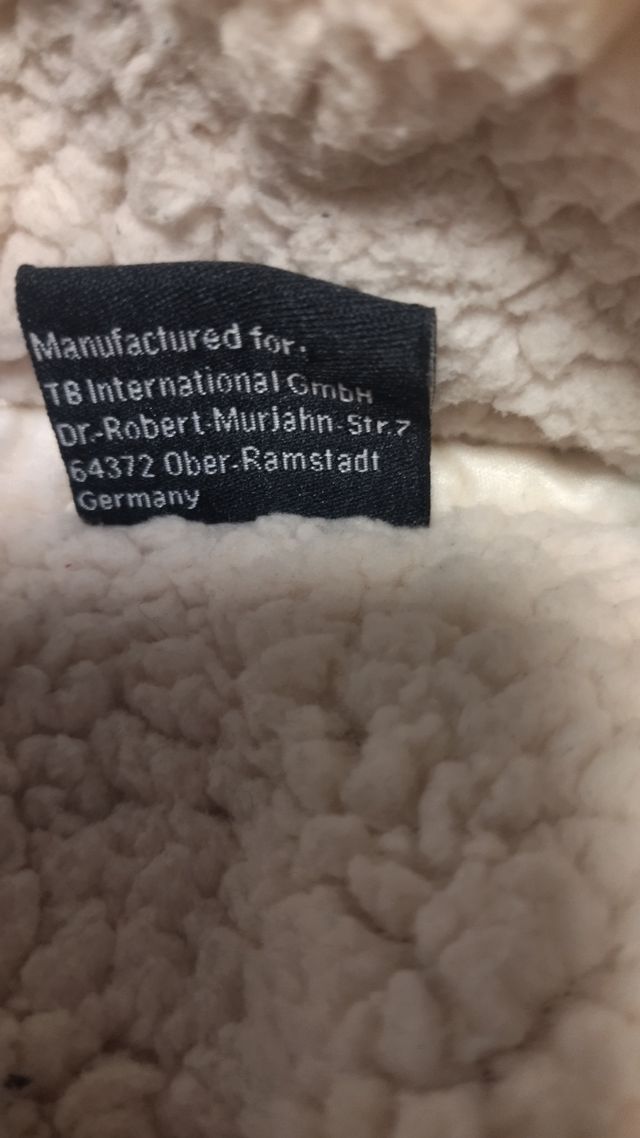 Manufactured for:
TB International GmbH
Dr.-Robert-Murjahn-Str.7
64372 Ober-Ramstadt
Germany